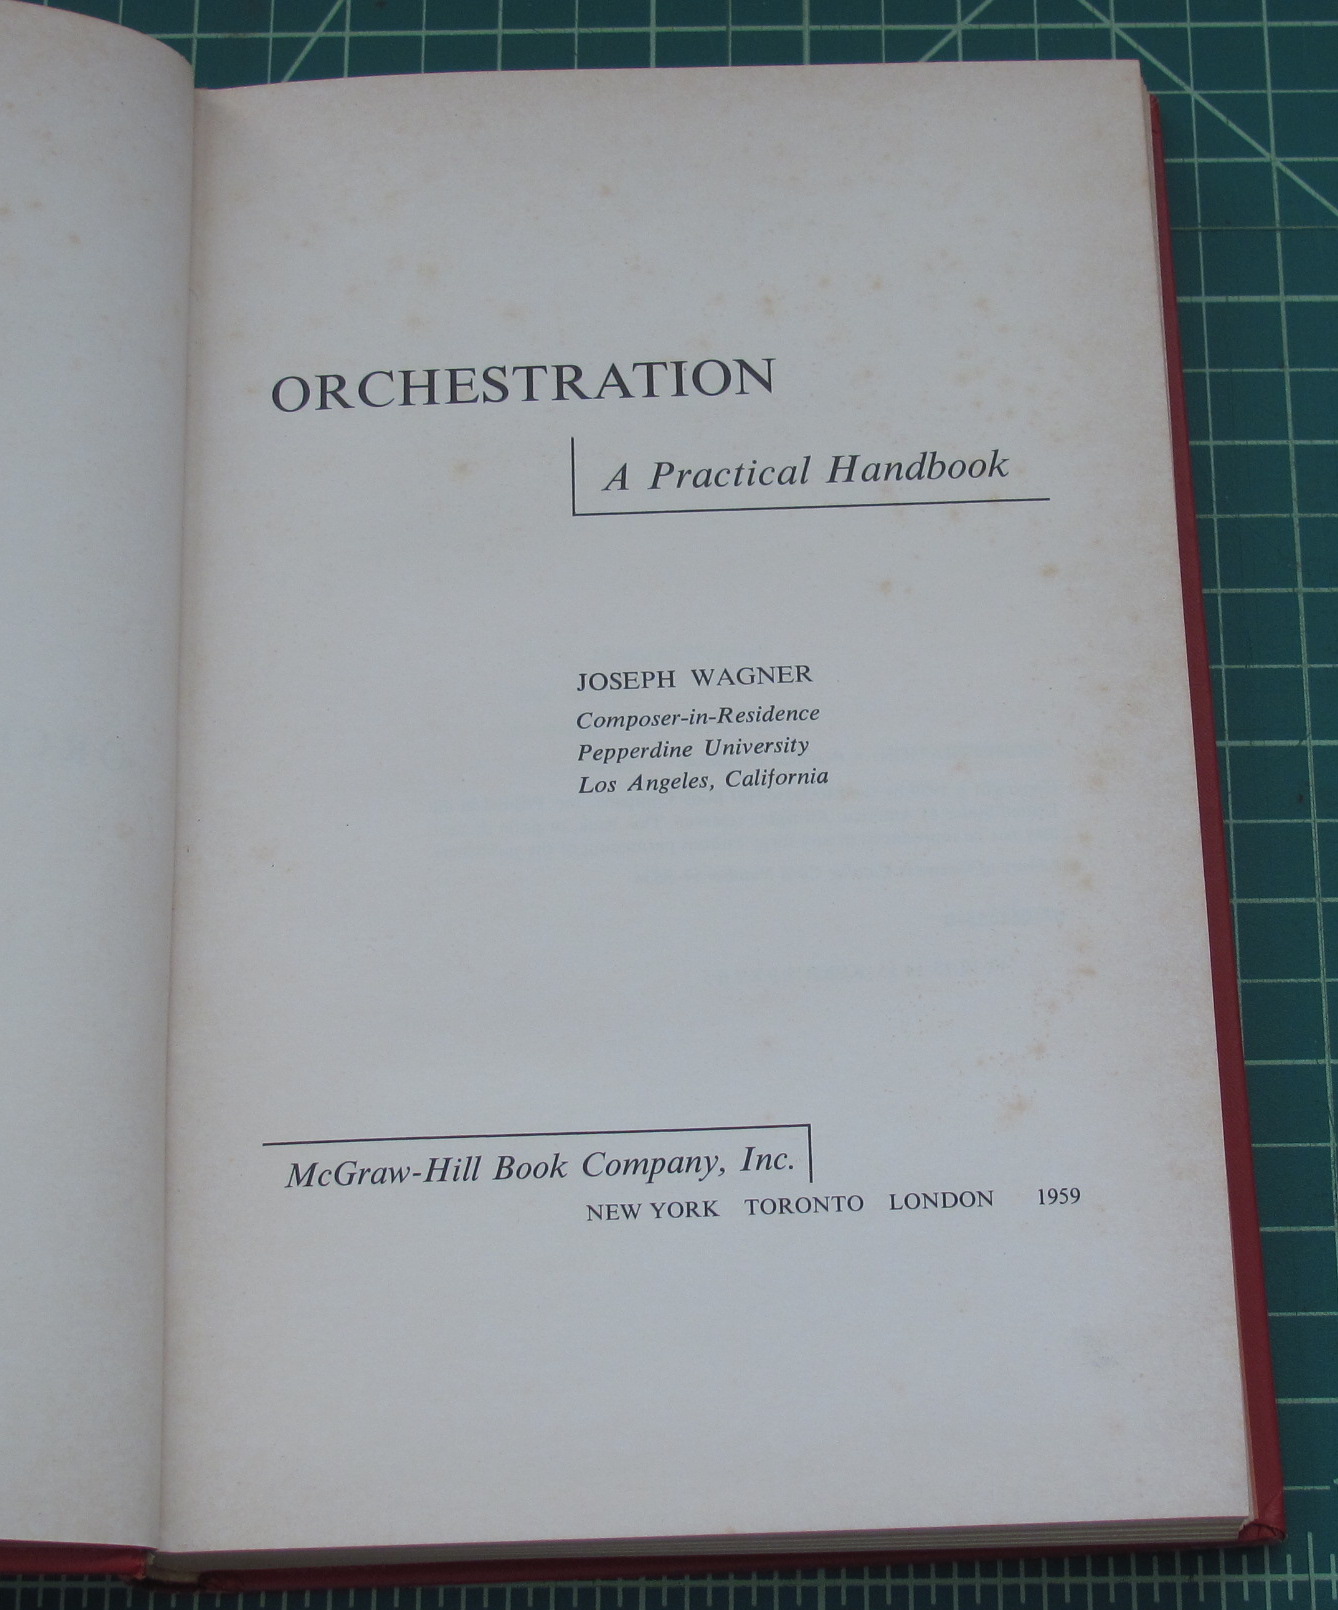 ORCHESTRATION
A Practical Handbook
JOSEPH WAGNER
Composer-in-Residence
Pepperdine University
Los Angeles, California
McGraw-Hill Book Company, Inc.
NEW YORK TORONTO LONDON 1959